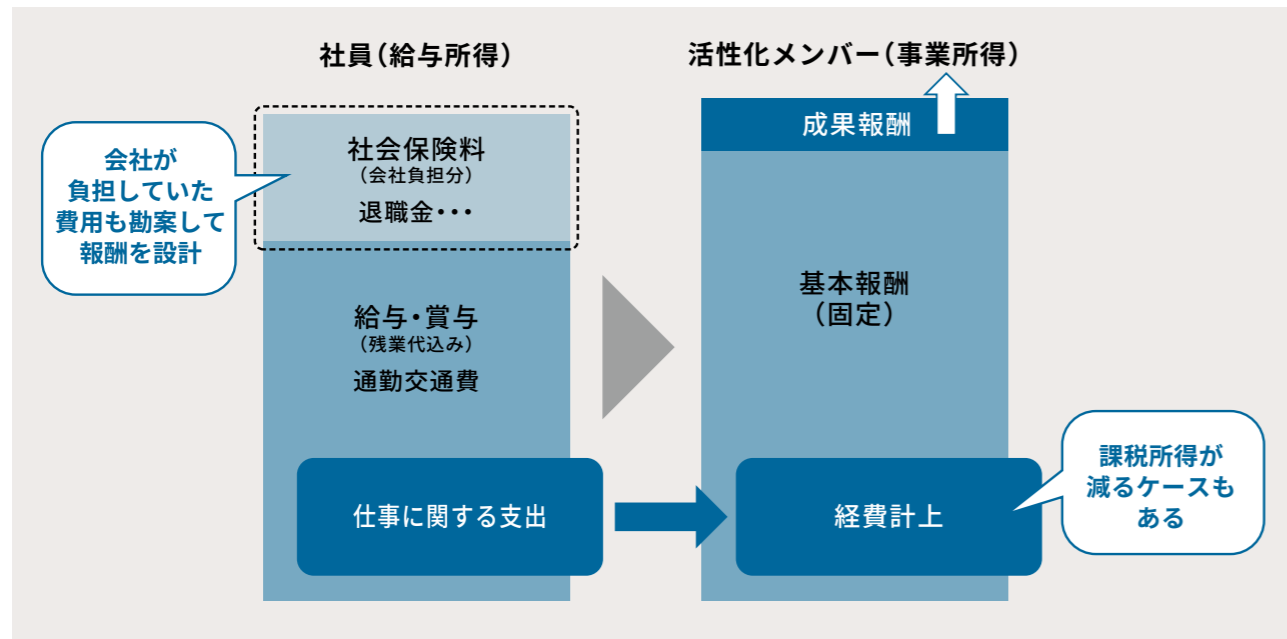 社員（給与所得）
会社が
負担していた
費用も勘案して
報酬を設計
社会保険料
（会社負担分）
退職金・・・
給与・賞与
（残業代込み）
通勤交通費
仕事に関する支出
活性化メンバー（事業所得）
成果報酬
基本報酬
（固定）
経費計上
課税所得が
減るケースも
ある